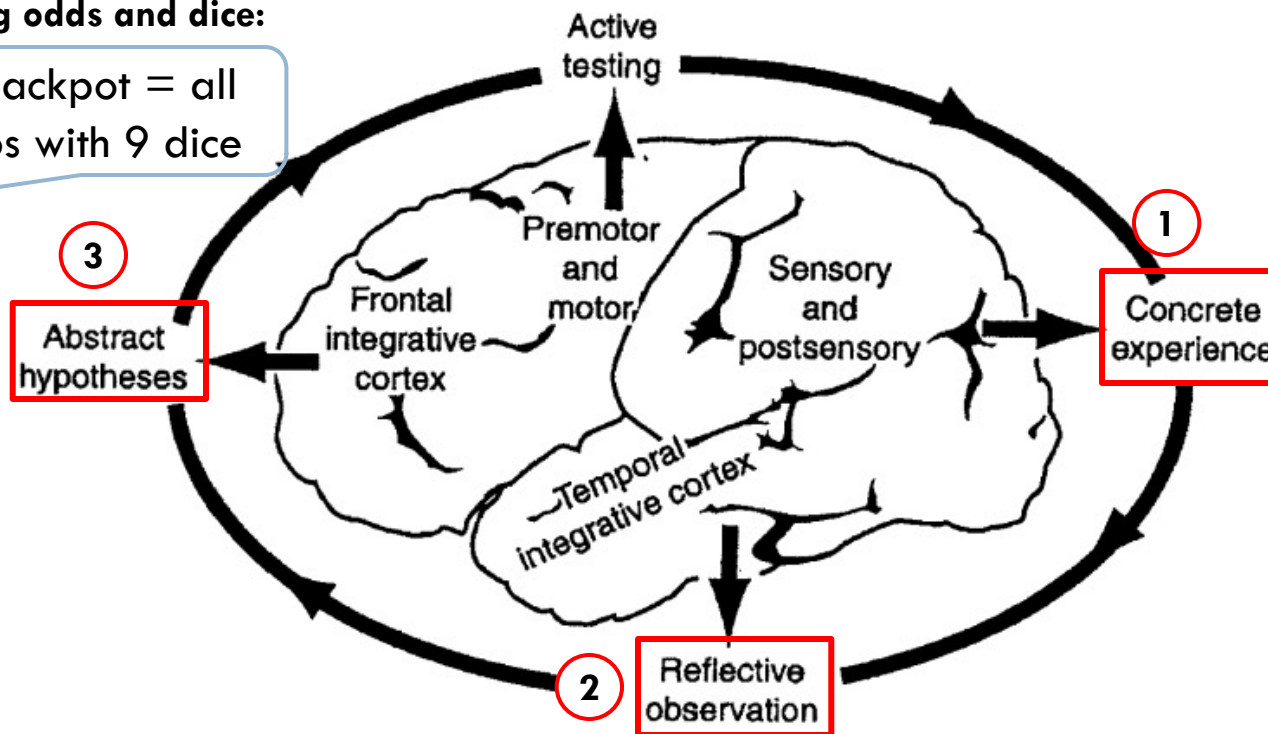 g odds and dice:
ackpot = all
os with 9 dice
Active
testing
1
3
Premotor
and
motor
Sensory
and
postsensory
Concrete
experience
Frontal
integrative
cortex
Abstract
hypotheses
Temporal
integrative cortex
2
Reflective
observation